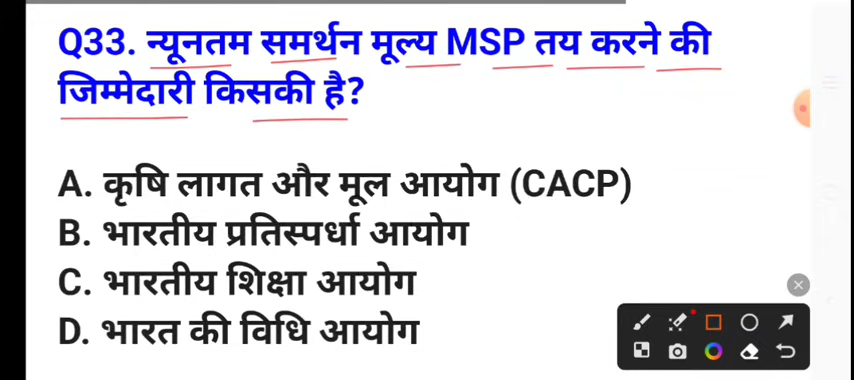 Q33. न्यूनतम समर्थन मूल्य MSP तय करने की
जिम्मेदारी किसकी है?
A. कृषि लागत और मूल आयोग (CACP)
B. भारतीय प्रतिस्पर्धा आयोग
C. भारतीय शिक्षा आयोग
D. भारत की विधि आयोग